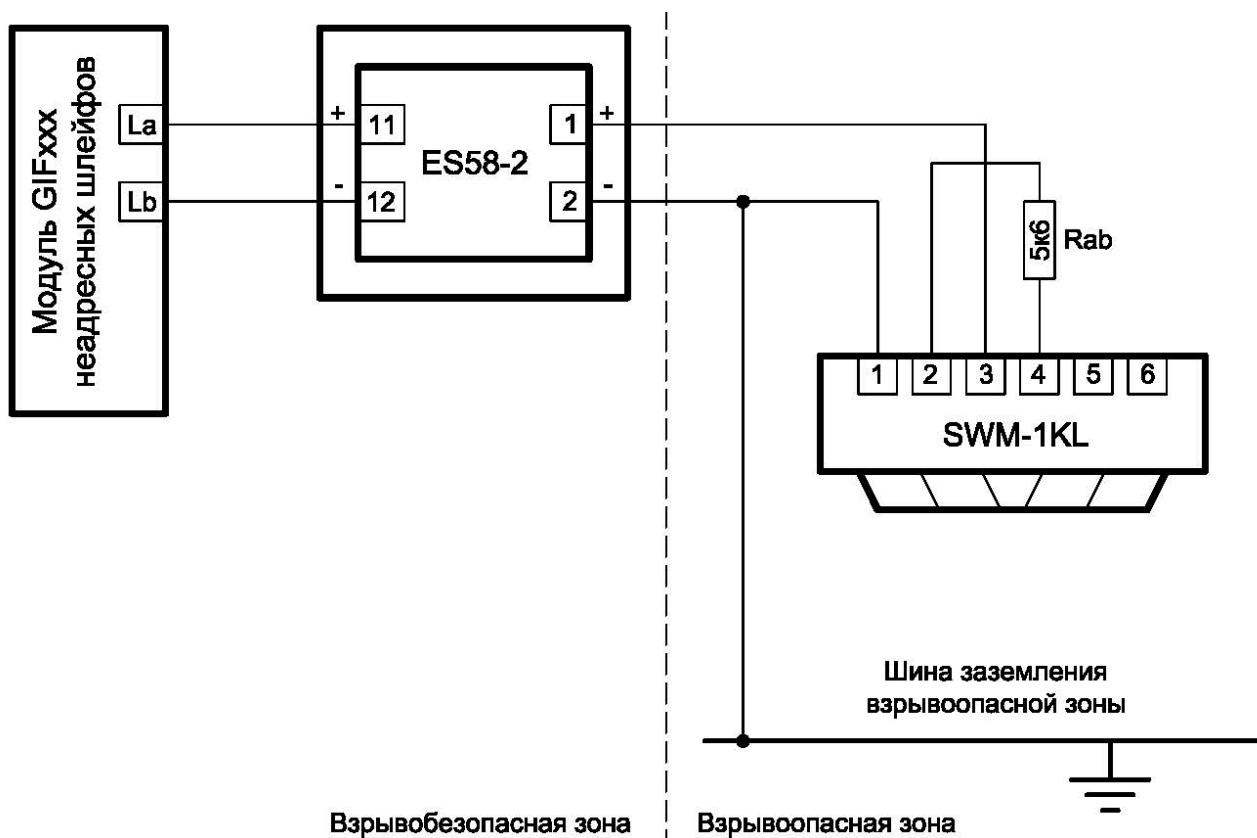 Модуль GIFxxx
неадресных шлейфов
La
Lb
+
-
11
12
ES58-2
1
2
+
-
5к6
Rab
1 2 3 4 5 6
SWM-1KL
Шина заземления
взрывоопасной зоны
Взрывобезопасная зона
Взрывоопасная зона